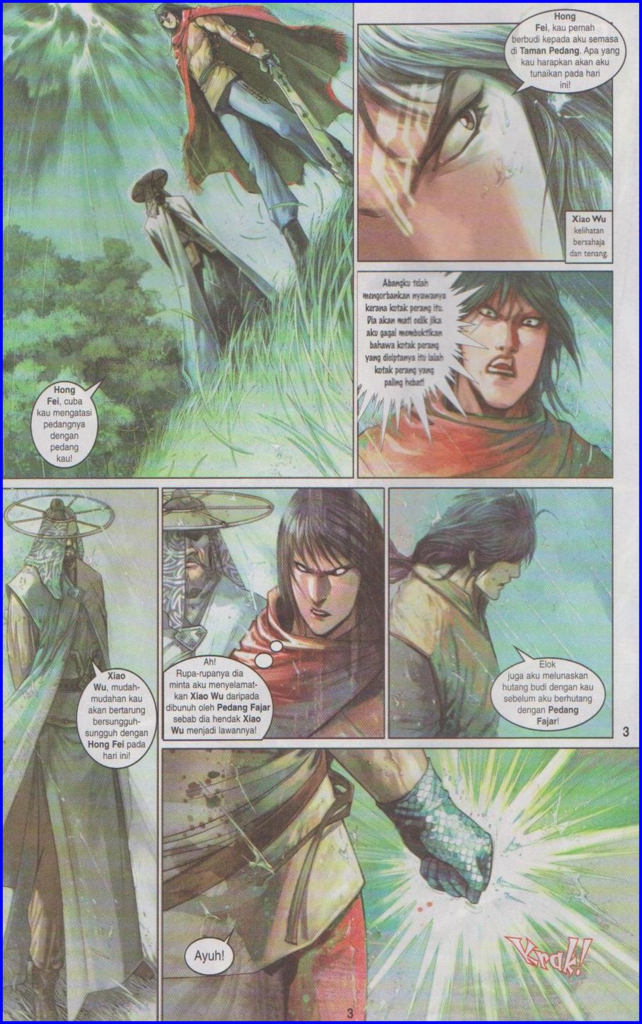 Hong
Fei, cuba
kau mengatasi
pedangnya
dengan
pedang
kau!
Hong
Fei, kau pernah
berbudi kepada aku semasa
di Taman Pedang. Apa yang
kau harapkan akan aku
tunaikan pada hari
ini!
Xiao Wu
kelihatan
bersahaja
dan tenang.
Abangku telah
mengorbankan nyawanya
kerana kotak perang itu.
Dia akan mati celik jika
aku gagal membuktikan
bahawa kotak perang
yang diciptanya itu ialah
kotak perang yang
paling hebat!
Xiao
Wu, mudah-
mudahan kau
akan bertarung
bersungguh-
sungguh dengan
Hong Fei pada
hari ini!
Ah!
Rupa-rupanya dia
minta aku menyelamat-
kan Xiao Wu daripada
dibunuh oleh Pedang Fajar
sebab dia hendak Xiao
Wu menjadi lawannya!
Elok
juga aku melunaskan
hutang budi dengan kau
sebelum aku berhutang
dengan Pedang
Fajar!
3
Ayuh!
Krak!
3